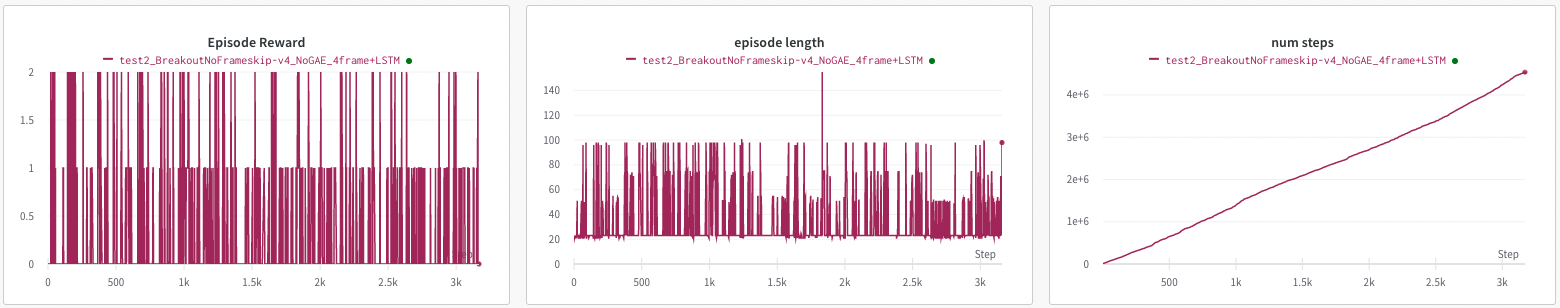 Episode Reward
test2_BreakoutNoFrameskip-v4_NoGAE_4frame+LSTM
2
1.5
1
0.5
0
Step
0 500 1k 1.5k 2k 2.5k 3k
episode length
test2_BreakoutNoFrameskip-v4_NoGAE_4frame+LSTM
140
120
100
80
60
40
20
0
Step
0 500 1k 1.5k 2k 2.5k 3k
num steps
test2_BreakoutNoFrameskip-v4_NoGAE_4frame+LSTM
4e+6
3e+6
2e+6
1e+6
0
Step
500 1k 1.5k 2k 2.5k 3k